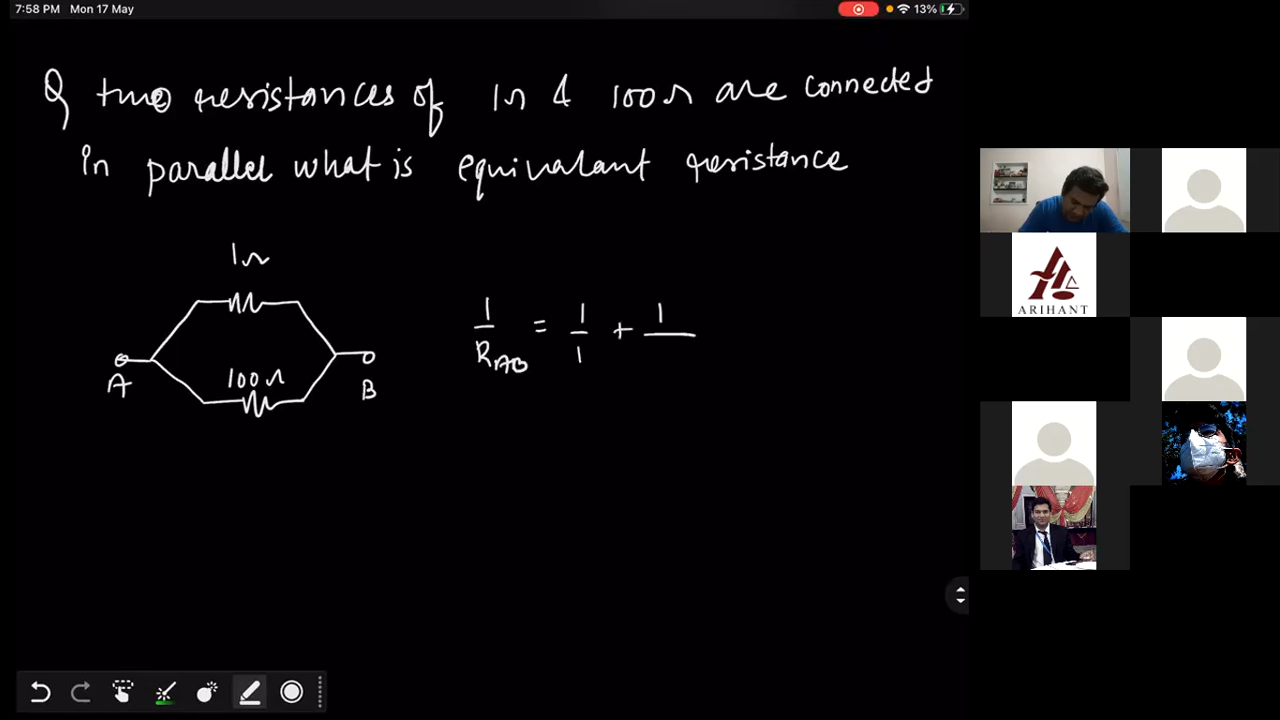 7:58 PM Mon 17 May
13%
Q two resistances of 1Ω & 100Ω are connected
in parallel what is equivalant resistance
1Ω
100Ω
A
B
1/R_AB = 1/1 + 1/
ARIHANT